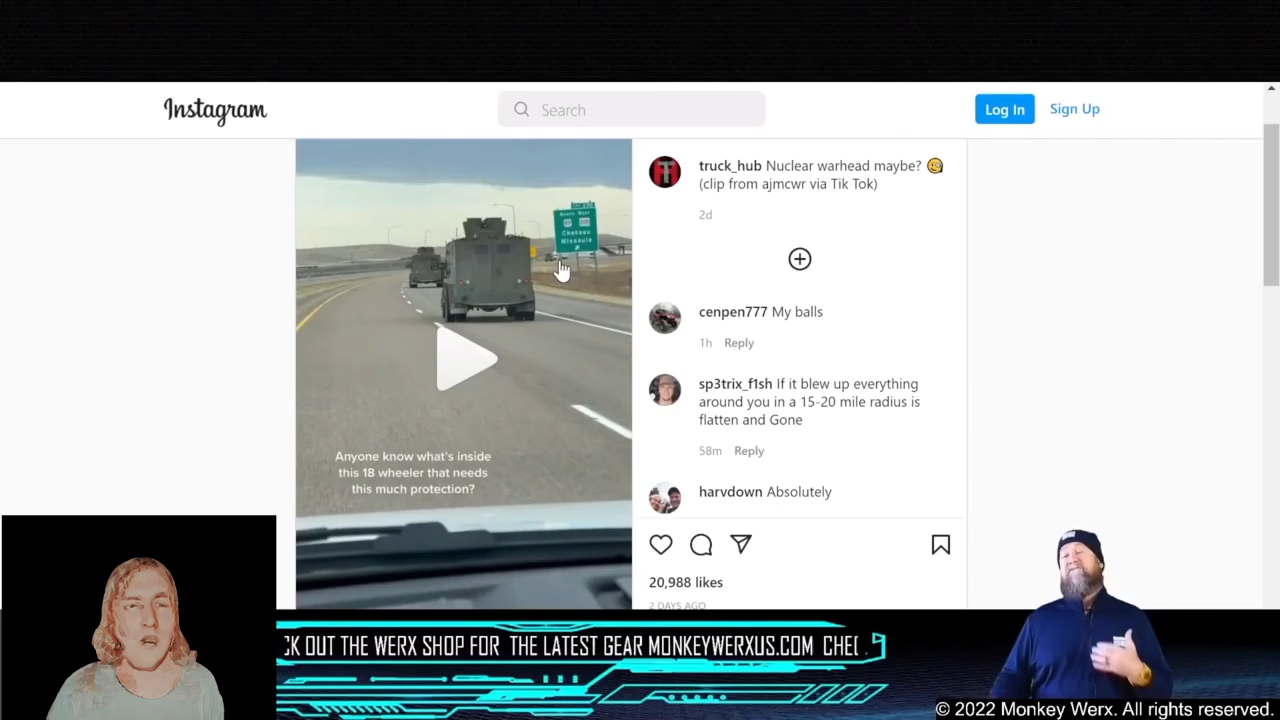 Instagram
Search
Log In
Sign Up
truck_hub Nuclear warhead maybe? 🧐
(clip from ajmcwr via Tik Tok)
2d
Choteau
Missoula
cenpen777 My balls
1h Reply
sp3trix_f1sh If it blew up everything
around you in a 15-20 mile radius is
flatten and Gone
58m Reply
Anyone know what's inside
this 18 wheeler that needs
this much protection?
harvdown Absolutely
20,988 likes
2 DAYS AGO
CK OUT THE WERX SHOP FOR THE LATEST GEAR MONKEYWERXUS.COM CHEC
© 2022 Monkey Werx. All rights reserved.